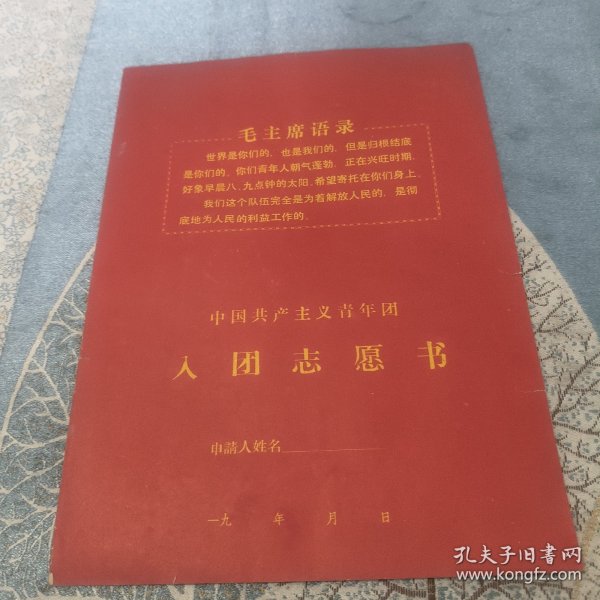 毛主席语录
世界是你们的，也是我们的，但是归根结底
是你们的。你们青年人朝气蓬勃，正在兴旺时期，
好象早晨八、九点钟的太阳。希望寄托在你们身上。
我们这个队伍完全是为着解放人民的，是彻
底地为人民的利益工作的。
中国共产主义青年团
入团志愿书
申請人姓名
一九 年 月 日
孔夫子旧书网
www.kongfz.com